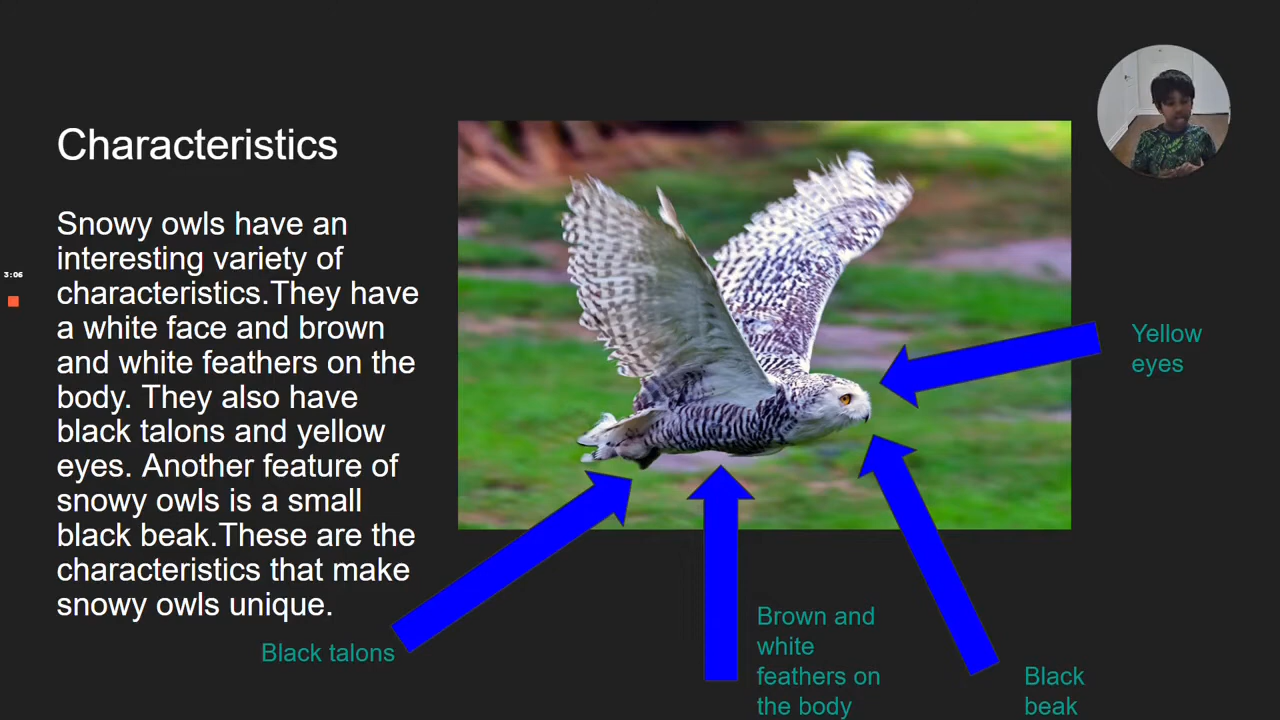 Characteristics
Snowy owls have an
interesting variety of
characteristics.They have
a white face and brown
and white feathers on the
body. They also have
black talons and yellow
eyes. Another feature of
snowy owls is a small
black beak.These are the
characteristics that make
snowy owls unique.
3:06
Yellow
eyes
Black talons
Brown and
white
feathers on
the body
Black
beak